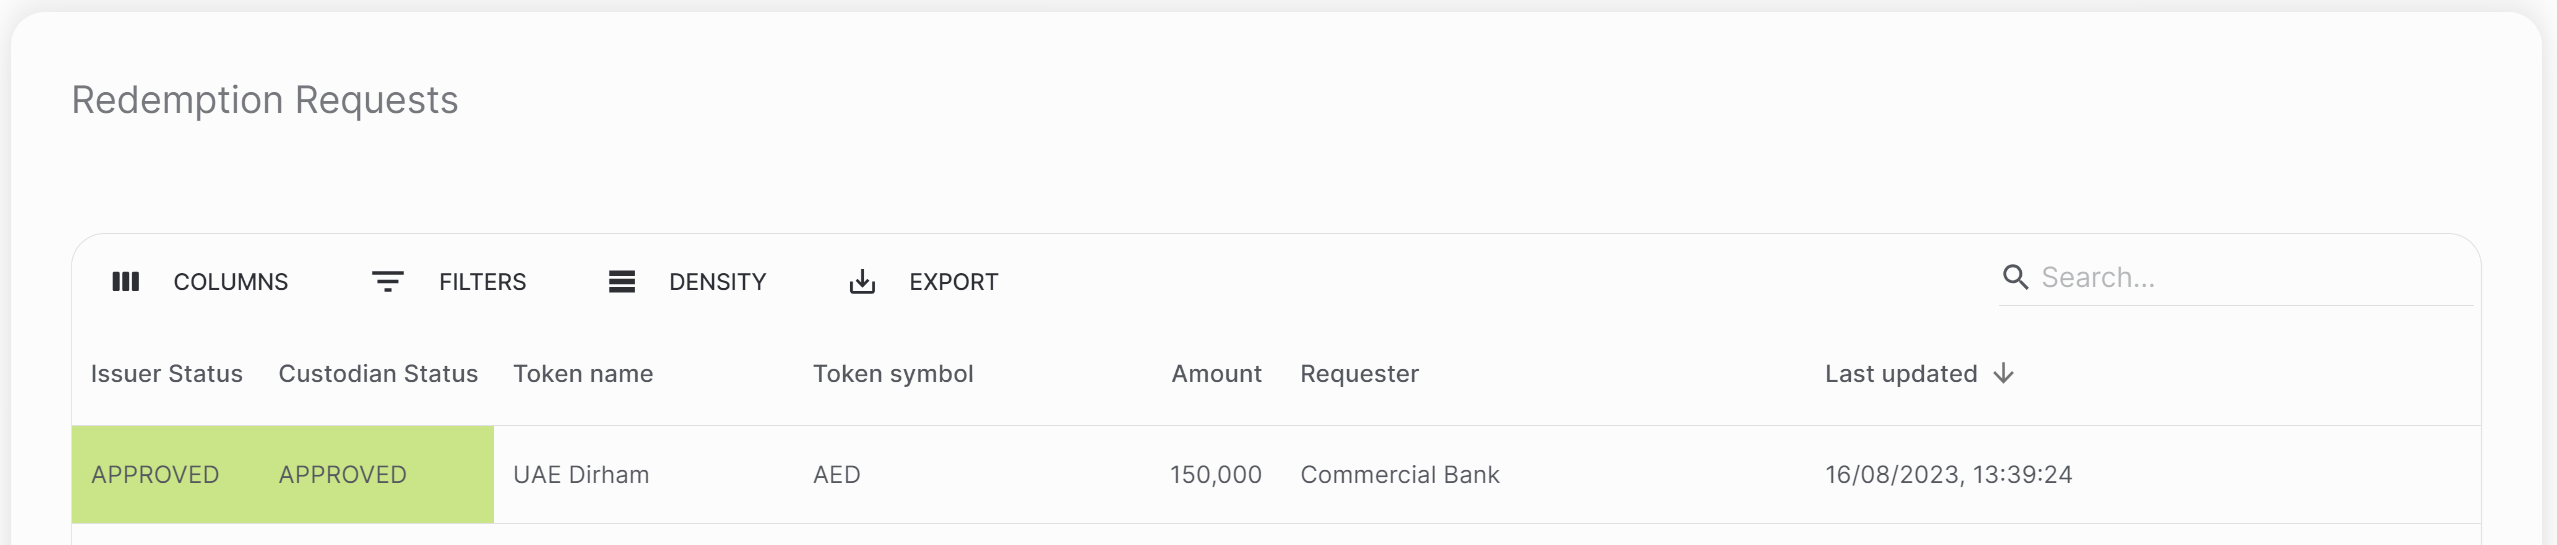 Redemption Requests
COLUMNS FILTERS DENSITY EXPORT Search...
Issuer Status Custodian Status Token name Token symbol Amount Requester Last updated
APPROVED APPROVED UAE Dirham AED 150,000 Commercial Bank 16/08/2023, 13:39:24